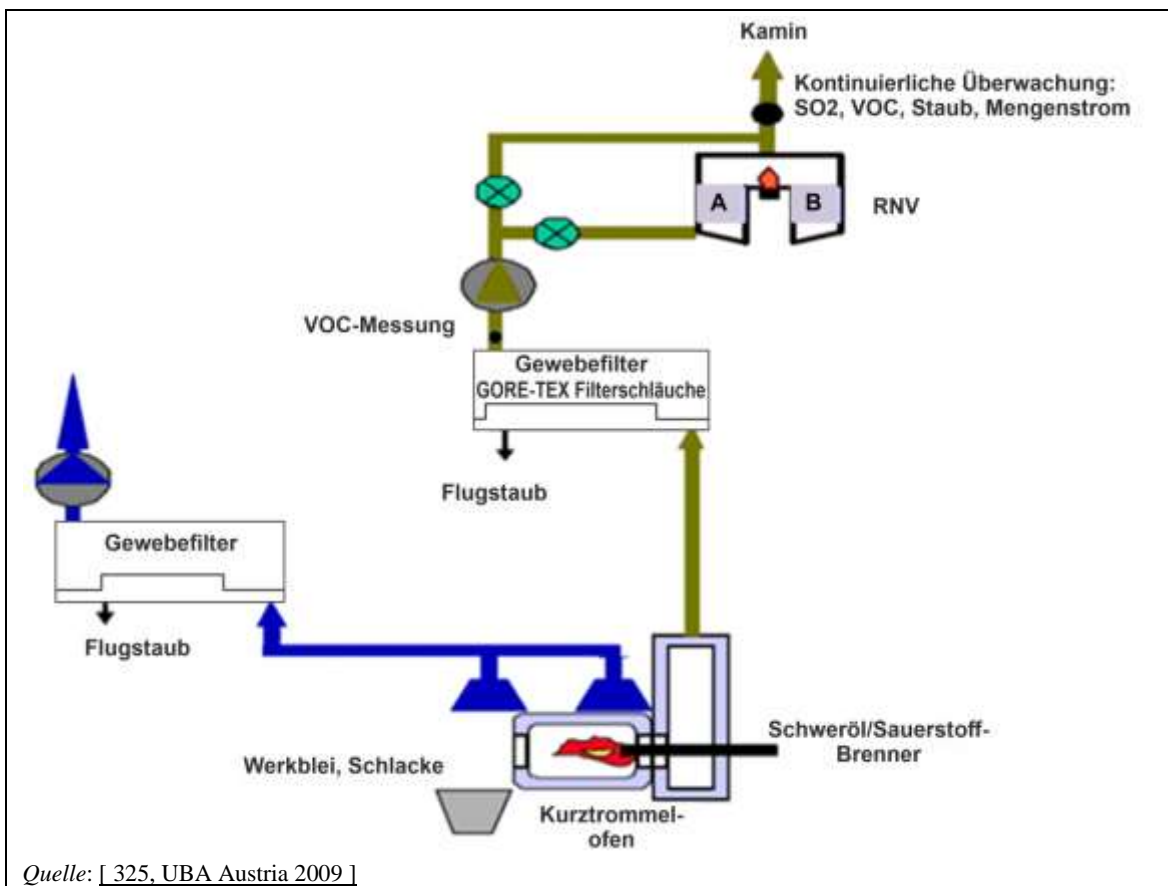 Kamin
Kontinuierliche Überwachung:
SO2, VOC, Staub, Mengenstrom
A
B
RNV
VOC-Messung
Gewebefilter
GORE-TEX Filterschläuche
Flugstaub
Gewebefilter
Flugstaub
Schweröl/Sauerstoff-
Brenner
Werkblei, Schlacke
Kurztrommel-
ofen
Quelle: [ 325, UBA Austria 2009 ]